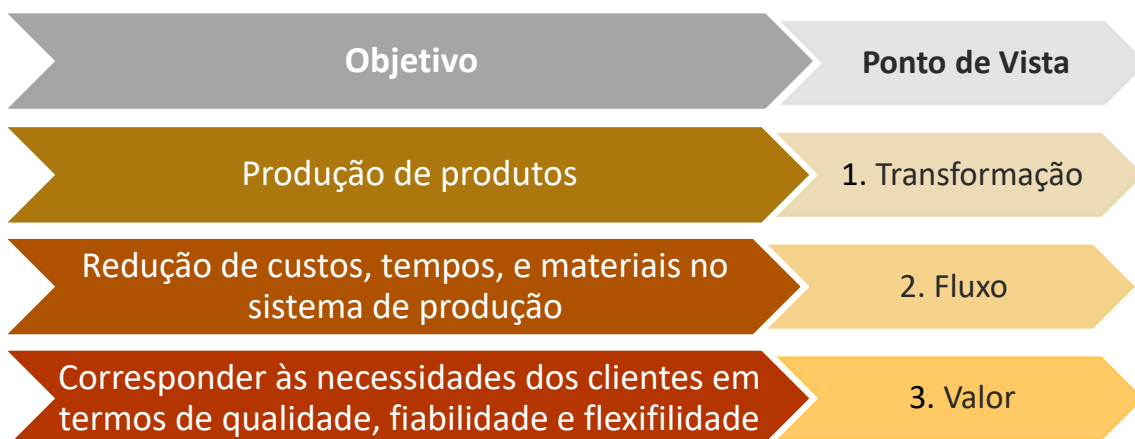 Objetivo
Ponto de Vista
Produção de produtos
1. Transformação
Redução de custos, tempos, e materiais no
sistema de produção
2. Fluxo
Corresponder às necessidades dos clientes em
termos de qualidade, fiabilidade e flexifilidade
3. Valor